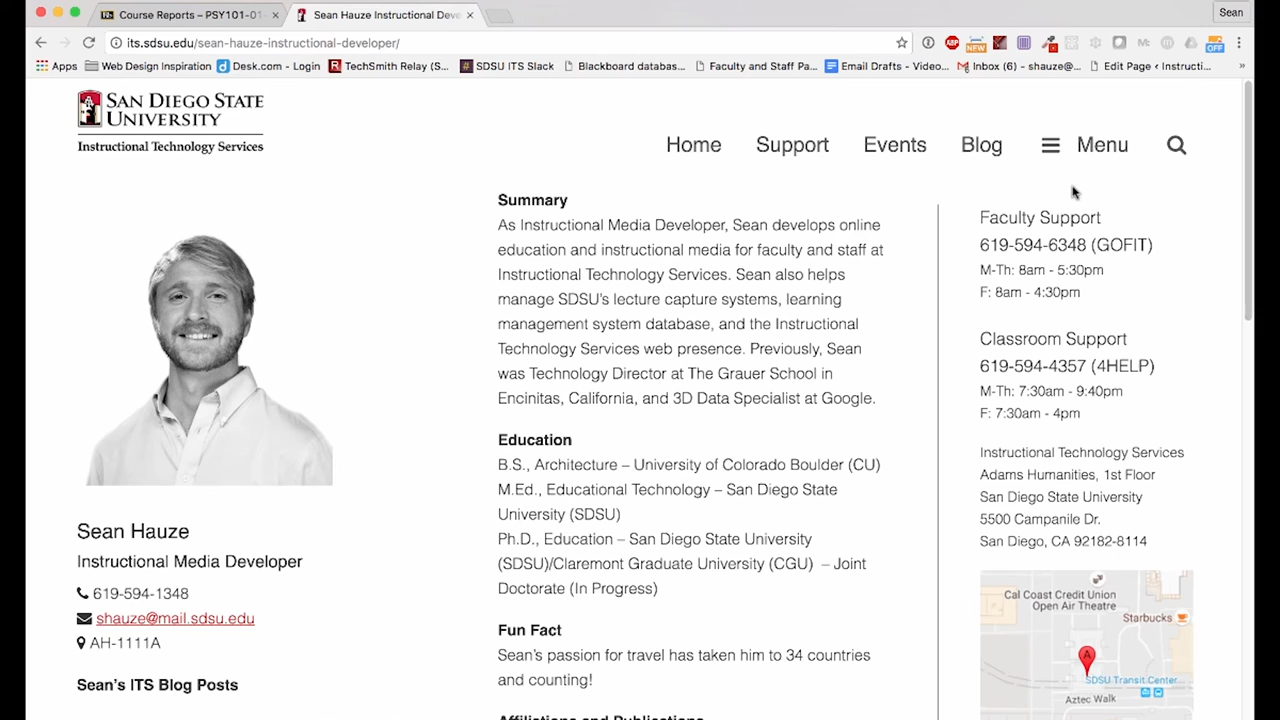 Course Reports – PSY101-01
Sean Hauze Instructional Dev
Sean
its.sdsu.edu/sean-hauze-instructional-developer/
ABP
NEW
OFF
Apps
Web Design Inspiration
Desk.com - Login
TechSmith Relay (S...
SDSU ITS Slack
Blackboard databas...
Faculty and Staff Pa...
Email Drafts - Video...
Inbox (6) - shauze@...
Edit Page ‹ Instructi...
SAN DIEGO STATE
UNIVERSITY
Instructional Technology Services
Home
Support
Events
Blog
Menu
Sean Hauze
Instructional Media Developer
619-594-1348
shauze@mail.sdsu.edu
AH-1111A
Sean's ITS Blog Posts
Summary
As Instructional Media Developer, Sean develops online
education and instructional media for faculty and staff at
Instructional Technology Services. Sean also helps
manage SDSU's lecture capture systems, learning
management system database, and the Instructional
Technology Services web presence. Previously, Sean
was Technology Director at The Grauer School in
Encinitas, California, and 3D Data Specialist at Google.
Education
B.S., Architecture – University of Colorado Boulder (CU)
M.Ed., Educational Technology – San Diego State
University (SDSU)
Ph.D., Education – San Diego State University
(SDSU)/Claremont Graduate University (CGU) – Joint
Doctorate (In Progress)
Fun Fact
Sean's passion for travel has taken him to 34 countries
and counting!
Affiliations and Publications
Faculty Support
619-594-6348 (GOFIT)
M-Th: 8am - 5:30pm
F: 8am - 4:30pm
Classroom Support
619-594-4357 (4HELP)
M-Th: 7:30am - 9:40pm
F: 7:30am - 4pm
Instructional Technology Services
Adams Humanities, 1st Floor
San Diego State University
5500 Campanile Dr.
San Diego, CA 92182-8114
Cal Coast Credit Union
Open Air Theatre
Starbucks
A
SDSU Transit Center
Aztec Walk